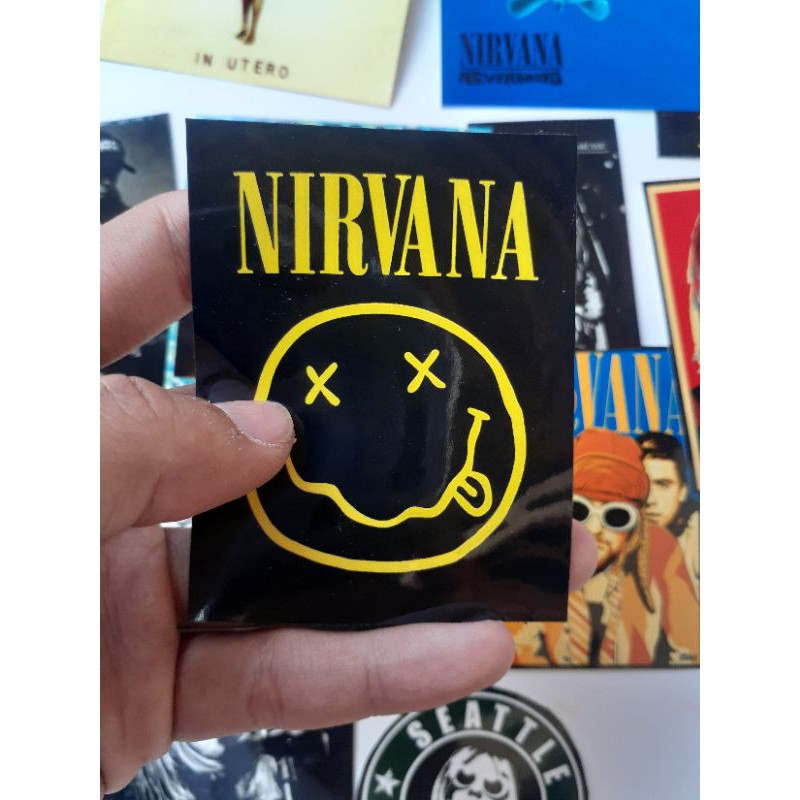 IN UTERO
NIRVANA
NEVERMIND
NIRVANA
VANA
SEATTLE